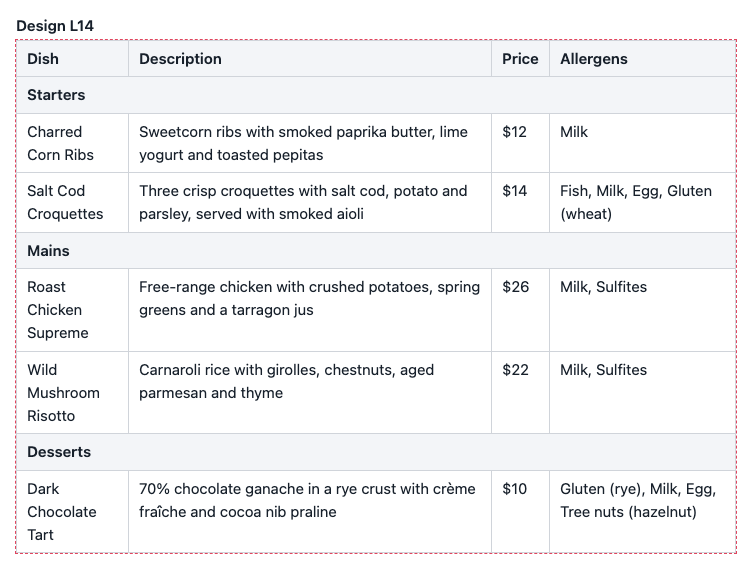 Design L14
Dish Description Price Allergens
Starters
Charred Corn Ribs Sweetcorn ribs with smoked paprika butter, lime yogurt and toasted pepitas $12 Milk
Salt Cod Croquettes Three crisp croquettes with salt cod, potato and parsley, served with smoked aioli $14 Fish, Milk, Egg, Gluten (wheat)
Mains
Roast Chicken Supreme Free-range chicken with crushed potatoes, spring greens and a tarragon jus $26 Milk, Sulfites
Wild Mushroom Risotto Carnaroli rice with girolles, chestnuts, aged parmesan and thyme $22 Milk, Sulfites
Desserts
Dark Chocolate Tart 70% chocolate ganache in a rye crust with crème fraîche and cocoa nib praline $10 Gluten (rye), Milk, Egg, Tree nuts (hazelnut)